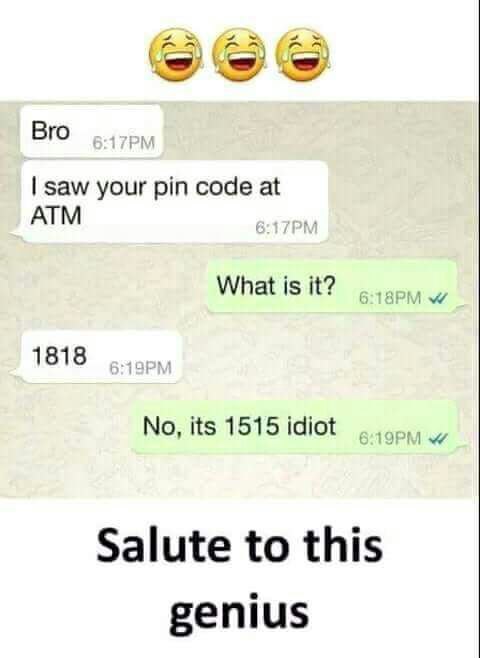 Bro 6:17PM
I saw your pin code at
ATM 6:17PM
What is it? 6:18PM
1818 6:19PM
No, its 1515 idiot 6:19PM
Salute to this
genius